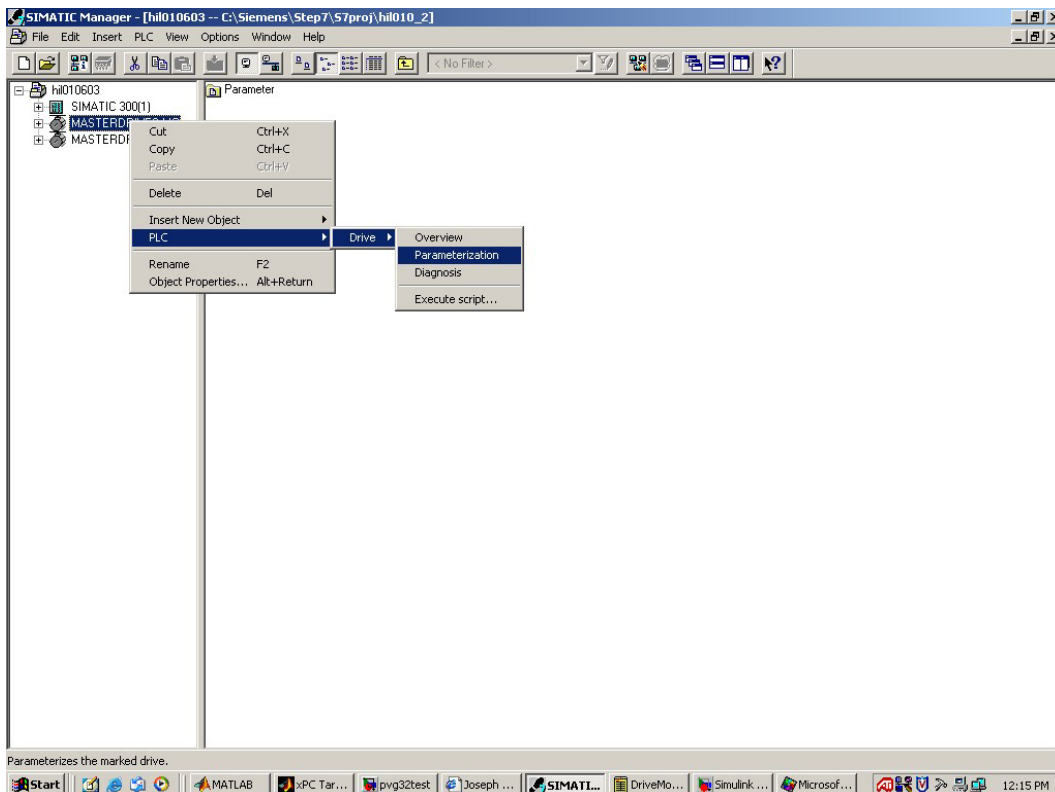 SIMATIC Manager - [hil010603 -- C:\Siemens\Step7\S7proj\hil010_2]
File Edit Insert PLC View Options Window Help
< No Filter >
hil010603
SIMATIC 300(1)
MASTERDRIVES MC
MASTERDR
Parameter
Cut Ctrl+X
Copy Ctrl+C
Paste Ctrl+V
Delete Del
Insert New Object
PLC
Rename F2
Object Properties... Alt+Return
Drive
Overview
Parameterization
Diagnosis
Execute script...
Parameterizes the marked drive.
Start MATLAB xPC Tar... pvg32test Joseph ... SIMATI... DriveMo... Simulink ... Microsof... 12:15 PM